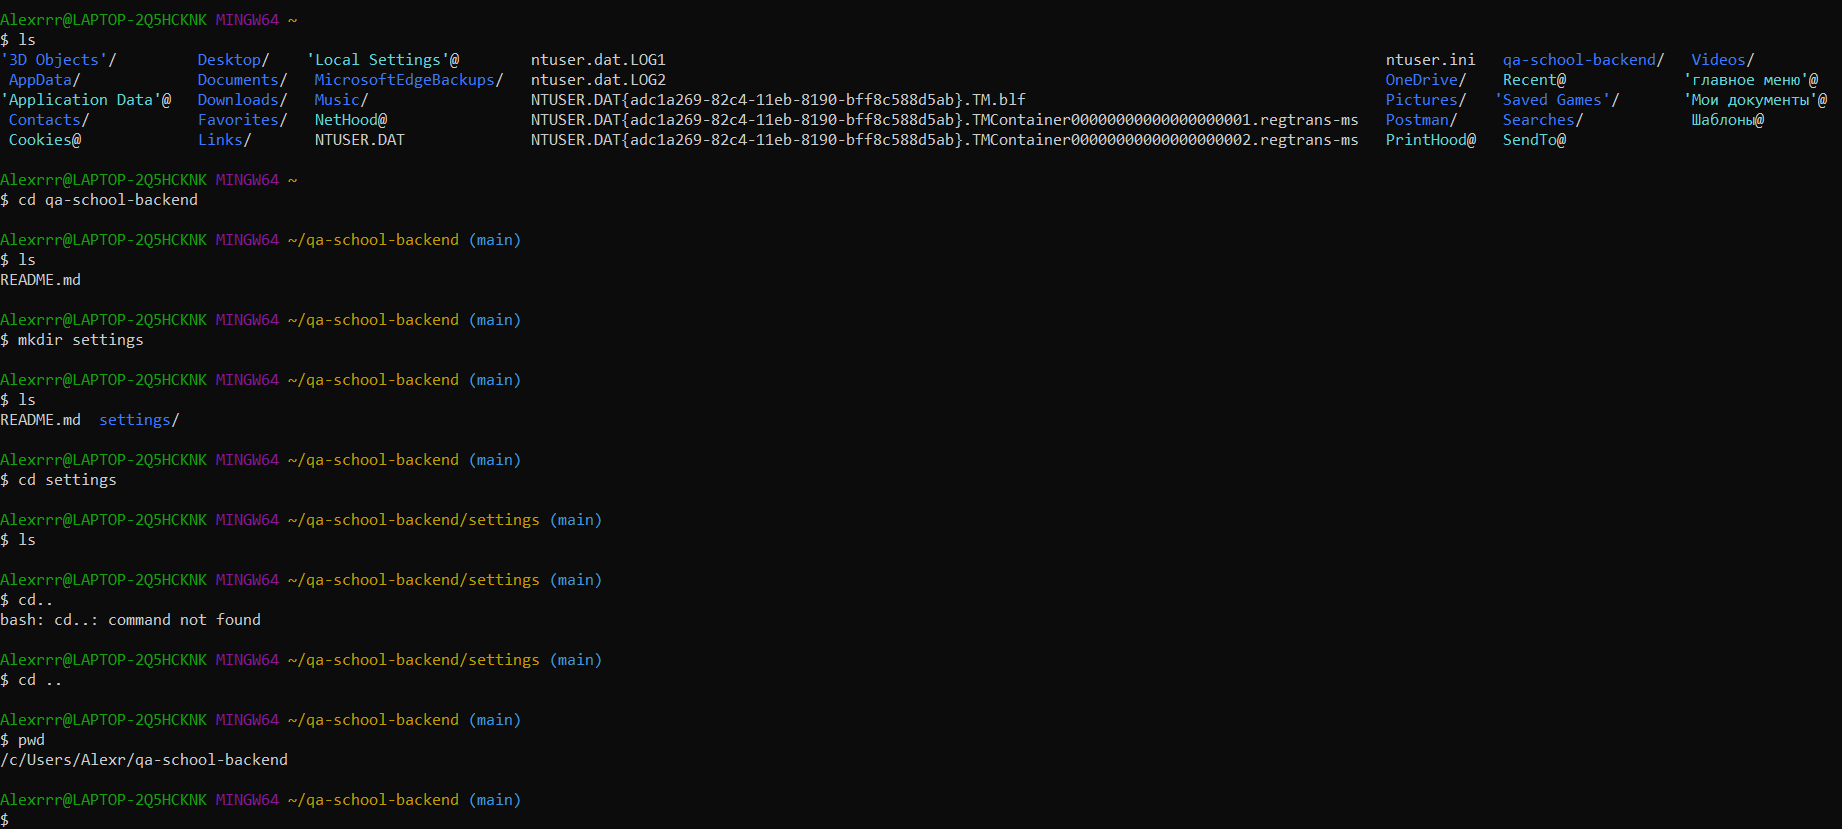 Alexrrr@LAPTOP-2Q5HCKNK MINGW64 ~
$ ls
'3D Objects'/ Desktop/ 'Local Settings'@ ntuser.dat.LOG1 ntuser.ini qa-school-backend/ Videos/
AppData/ Documents/ MicrosoftEdgeBackups/ ntuser.dat.LOG2 OneDrive/ Recent@ 'главное меню'@
'Application Data'@ Downloads/ Music/ NTUSER.DAT{adc1a269-82c4-11eb-8190-bff8c588d5ab}.TM.blf Pictures/ 'Saved Games'/ 'Мои документы'@
Contacts/ Favorites/ NetHood@ NTUSER.DAT{adc1a269-82c4-11eb-8190-bff8c588d5ab}.TMContainer00000000000000000001.regtrans-ms Postman/ Searches/ Шаблоны@
Cookies@ Links/ NTUSER.DAT NTUSER.DAT{adc1a269-82c4-11eb-8190-bff8c588d5ab}.TMContainer00000000000000000002.regtrans-ms PrintHood@ SendTo@
Alexrrr@LAPTOP-2Q5HCKNK MINGW64 ~
$ cd qa-school-backend
Alexrrr@LAPTOP-2Q5HCKNK MINGW64 ~/qa-school-backend (main)
$ ls
README.md
Alexrrr@LAPTOP-2Q5HCKNK MINGW64 ~/qa-school-backend (main)
$ mkdir settings
Alexrrr@LAPTOP-2Q5HCKNK MINGW64 ~/qa-school-backend (main)
$ ls
README.md settings/
Alexrrr@LAPTOP-2Q5HCKNK MINGW64 ~/qa-school-backend (main)
$ cd settings
Alexrrr@LAPTOP-2Q5HCKNK MINGW64 ~/qa-school-backend/settings (main)
$ ls
Alexrrr@LAPTOP-2Q5HCKNK MINGW64 ~/qa-school-backend/settings (main)
$ cd..
bash: cd..: command not found
Alexrrr@LAPTOP-2Q5HCKNK MINGW64 ~/qa-school-backend/settings (main)
$ cd ..
Alexrrr@LAPTOP-2Q5HCKNK MINGW64 ~/qa-school-backend (main)
$ pwd
/c/Users/Alexr/qa-school-backend
Alexrrr@LAPTOP-2Q5HCKNK MINGW64 ~/qa-school-backend (main)
$